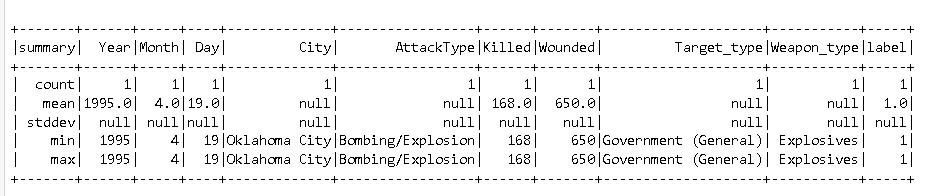 +-------+------+-----+----+-------------+-----------------+------+-------+--------------------+-----------+-----+
|summary|  Year|Month| Day|         City|       AttackType|Killed|Wounded|         Target_type|Weapon_type|label|
+-------+------+-----+----+-------------+-----------------+------+-------+--------------------+-----------+-----+
|  count|     1|    1|   1|            1|                1|     1|      1|                   1|          1|    1|
|   mean|1995.0|  4.0|19.0|         null|             null| 168.0|  650.0|                null|       null|  1.0|
| stddev|  null| null|null|         null|             null|  null|   null|                null|       null| null|
|    min|  1995|    4|  19|Oklahoma City|Bombing/Explosion|   168|    650|Government (General)| Explosives|    1|
|    max|  1995|    4|  19|Oklahoma City|Bombing/Explosion|   168|    650|Government (General)| Explosives|    1|
+-------+------+-----+----+-------------+-----------------+------+-------+--------------------+-----------+-----+